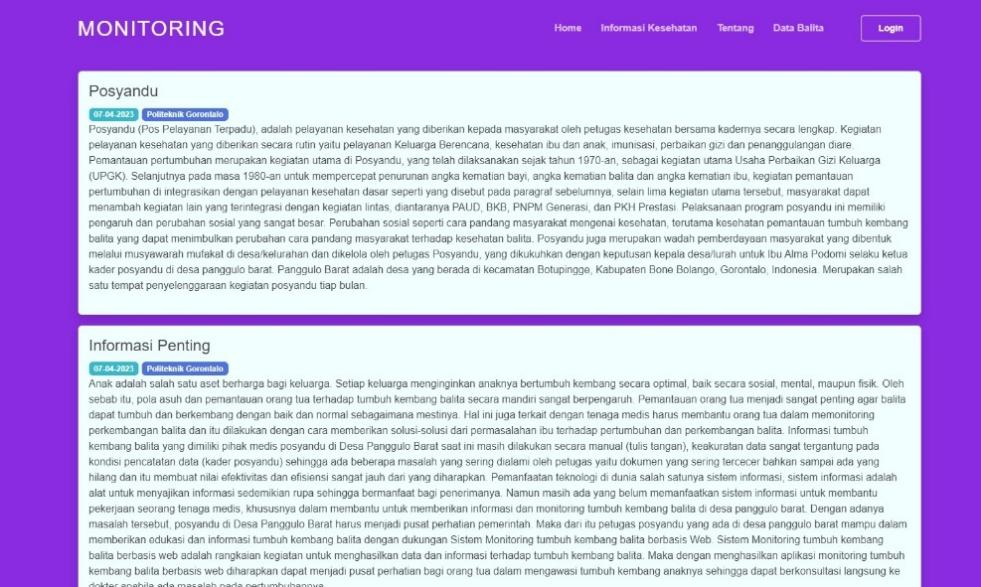 MONITORING
Home Informasi Kesehatan Tentang Data Balita Login
Posyandu
07-04-2023 Politeknik Gorontalo
Posyandu (Pos Pelayanan Terpadu), adalah pelayanan kesehatan yang diberikan kepada masyarakat oleh petugas kesehatan bersama kadernya secara lengkap. Kegiatan
pelayanan kesehatan yang diberikan secara rutin yaitu pelayanan Keluarga Berencana, kesehatan ibu dan anak, imunisasi, perbaikan gizi dan penanggulangan diare.
Pemantauan pertumbuhan merupakan kegiatan utama di Posyandu, yang telah dilaksanakan sejak tahun 1970-an, sebagai kegiatan utama Usaha Perbaikan Gizi Keluarga
(UPGK). Selanjutnya pada masa 1980-an untuk mempercepat penurunan angka kematian bayi, angka kematian balita dan angka kematian ibu, kegiatan pemantauan
pertumbuhan di integrasikan dengan pelayanan kesehatan dasar seperti yang disebut pada paragraf sebelumnya, selain lima kegiatan utama tersebut, masyarakat dapat
menambah kegiatan lain yang terintegrasi dengan kegiatan lintas, diantaranya PAUD, BKB, PNPM Generasi, dan PKH Prestasi. Pelaksanaan program posyandu ini memiliki
pengaruh dan perubahan sosial yang sangat besar. Perubahan sosial seperti cara pandang masyarakat mengenai kesehatan, terutama kesehatan pemantauan tumbuh kembang
balita yang dapat menimbulkan perubahan cara pandang masyarakat terhadap kesehatan balita. Posyandu juga merupakan wadah pemberdayaan masyarakat yang dibentuk
melalui musyawarah mufakat di desa/kelurahan dan dikelola oleh petugas Posyandu, yang dikukuhkan dengan keputusan kepala desa/lurah untuk Ibu Alma Podomi selaku ketua
kader posyandu di desa panggulo barat. Panggulo Barat adalah desa yang berada di kecamatan Botupingge, Kabupaten Bone Bolango, Gorontalo, Indonesia. Merupakan salah
satu tempat penyelenggaraan kegiatan posyandu tiap bulan.
Informasi Penting
07-04-2023 Politeknik Gorontalo
Anak adalah salah satu aset berharga bagi keluarga. Setiap keluarga menginginkan anaknya bertumbuh kembang secara optimal, baik secara sosial, mental, maupun fisik. Oleh
sebab itu, pola asuh dan pemantauan orang tua terhadap tumbuh kembang balita secara mandiri sangat berpengaruh. Pemantauan orang tua menjadi sangat penting agar balita
dapat tumbuh dan berkembang dengan baik dan normal sebagaimana mestinya. Hal ini juga terkait dengan tenaga medis harus membantu orang tua dalam memonitoring
perkembangan balita dan itu dilakukan dengan cara memberikan solusi-solusi dari permasalahan ibu terhadap pertumbuhan dan perkembangan balita. Informasi tumbuh
kembang balita yang dimiliki pihak medis posyandu di Desa Panggulo Barat saat ini masih dilakukan secara manual (tulis tangan), keakuratan data sangat tergantung pada
kondisi pencatatan data (kader posyandu) sehingga ada beberapa masalah yang sering dialami oleh petugas yaitu dokumen yang sering tercecer bahkan sampai ada yang
hilang dan itu membuat nilai efektivitas dan efisiensi sangat jauh dari yang diharapkan. Pemanfaatan teknologi di dunia salah satunya sistem informasi, sistem informasi adalah
alat untuk menyajikan informasi sedemikian rupa sehingga bermanfaat bagi penerimanya. Namun masih ada yang belum memanfaatkan sistem informasi untuk membantu
pekerjaan seorang tenaga medis, khususnya dalam membantu untuk memberikan informasi dan monitoring tumbuh kembang balita di desa panggulo barat. Dengan adanya
masalah tersebut, posyandu di Desa Panggulo Barat harus menjadi pusat perhatian pemerintah. Maka dari itu petugas posyandu yang ada di desa panggulo barat mampu dalam
memberikan edukasi dan informasi tumbuh kembang balita dengan dukungan Sistem Monitoring tumbuh kembang balita berbasis Web. Sistem Monitoring tumbuh kembang
balita berbasis web adalah rangkaian kegiatan untuk menghasilkan data dan informasi terhadap tumbuh kembang balita. Maka dengan menghasilkan aplikasi monitoring tumbuh
kembang balita berbasis web diharapkan dapat menjadi pusat perhatian bagi orang tua dalam mengawasi tumbuh kembang anaknya sehingga dapat berkonsultasi langsung ke
dokter apabila ada masalah pada pertumbuhannya